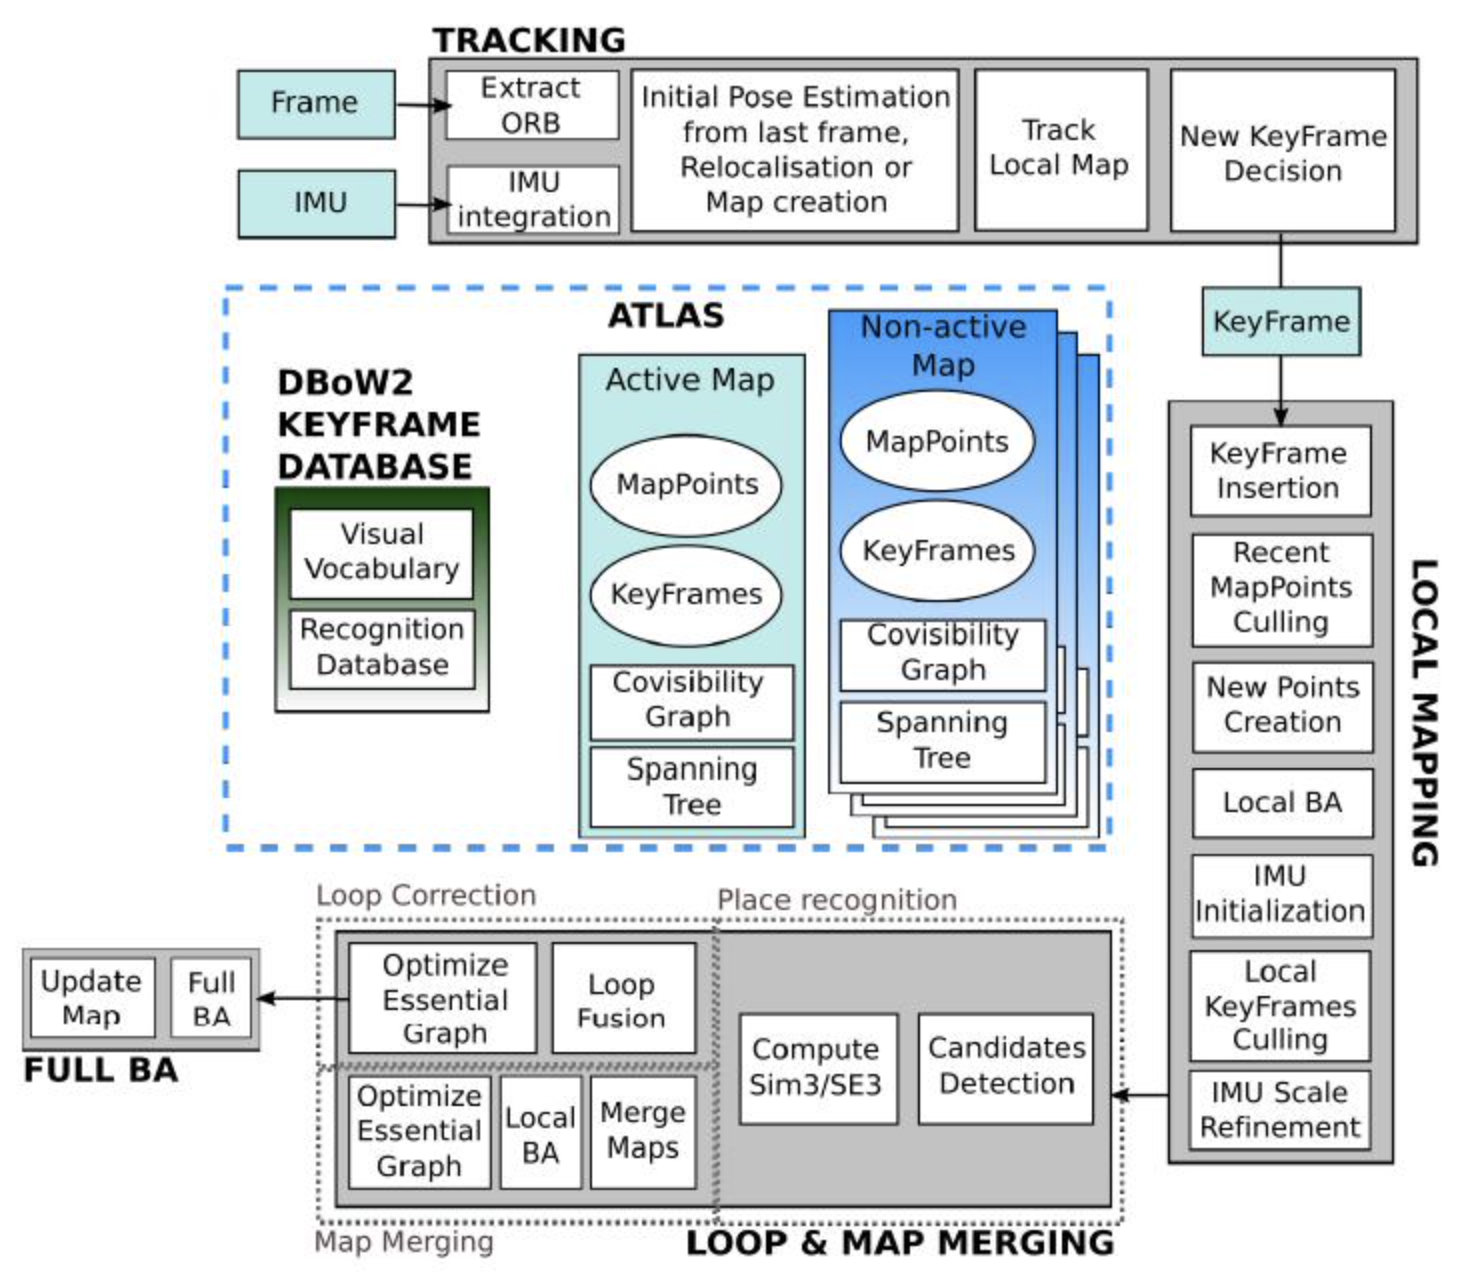 TRACKING
Frame
IMU
Extract
ORB
IMU
integration
Initial Pose Estimation
from last frame,
Relocalisation or
Map creation
Track
Local Map
New KeyFrame
Decision
KeyFrame
ATLAS
DBoW2
KEYFRAME
DATABASE
Visual
Vocabulary
Recognition
Database
Active Map
MapPoints
KeyFrames
Covisibility
Graph
Spanning
Tree
Non-active
Map
MapPoints
KeyFrames
Covisibility
Graph
Spanning
Tree
LOCAL MAPPING
KeyFrame
Insertion
Recent
MapPoints
Culling
New Points
Creation
Local BA
IMU
Initialization
Local
KeyFrames
Culling
IMU Scale
Refinement
Loop Correction
Place recognition
Optimize
Essential
Graph
Loop
Fusion
Compute
Sim3/SE3
Candidates
Detection
Optimize
Essential
Graph
Local
BA
Merge
Maps
Map Merging
LOOP & MAP MERGING
Update
Map
Full
BA
FULL BA